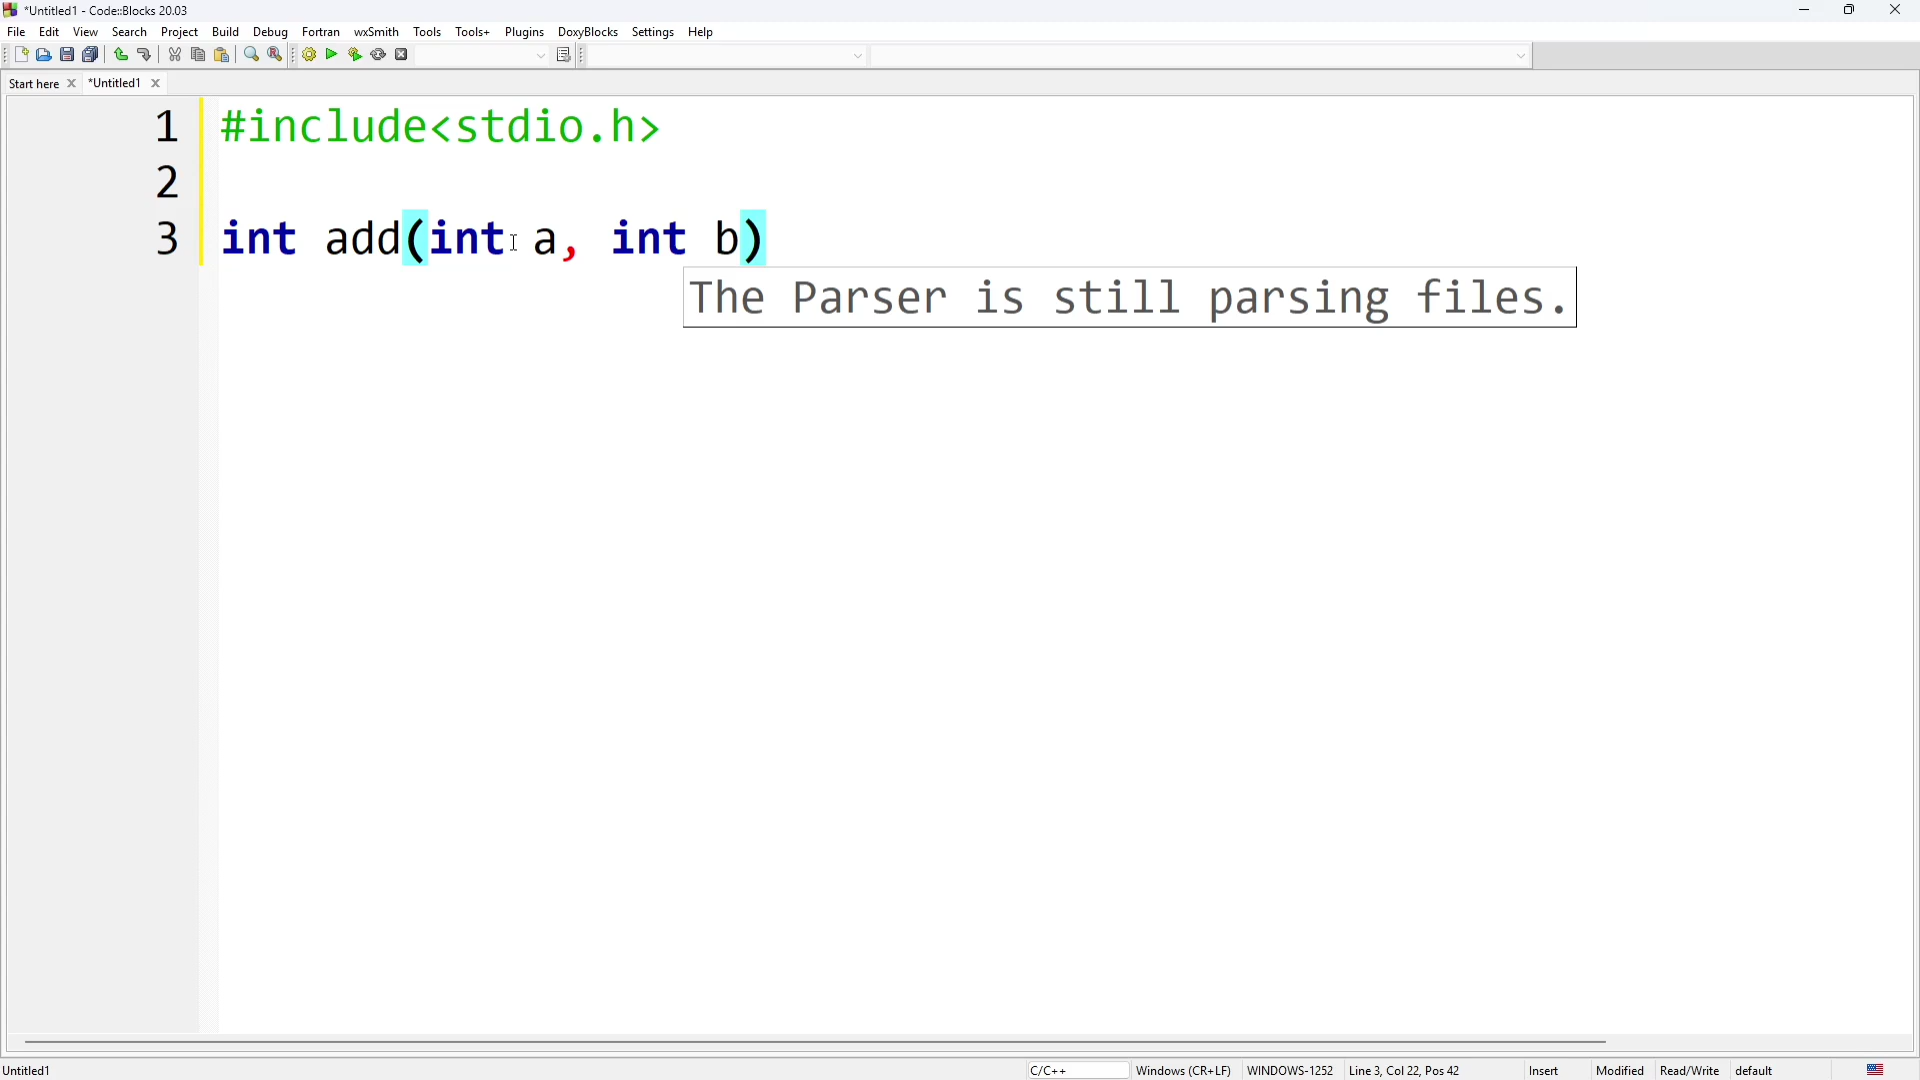 *Untitled1 - Code::Blocks 20.03
File Edit View Search Project Build Debug Fortran wxSmith Tools Tools+ Plugins DoxyBlocks Settings Help
Start here *Untitled1
1 #include<stdio.h>
2
3 int add(int a, int b)
The Parser is still parsing files.
Untitled1 C/C++ Windows (CR+LF) WINDOWS-1252 Line 3, Col 22, Pos 42 Insert Modified Read/Write default